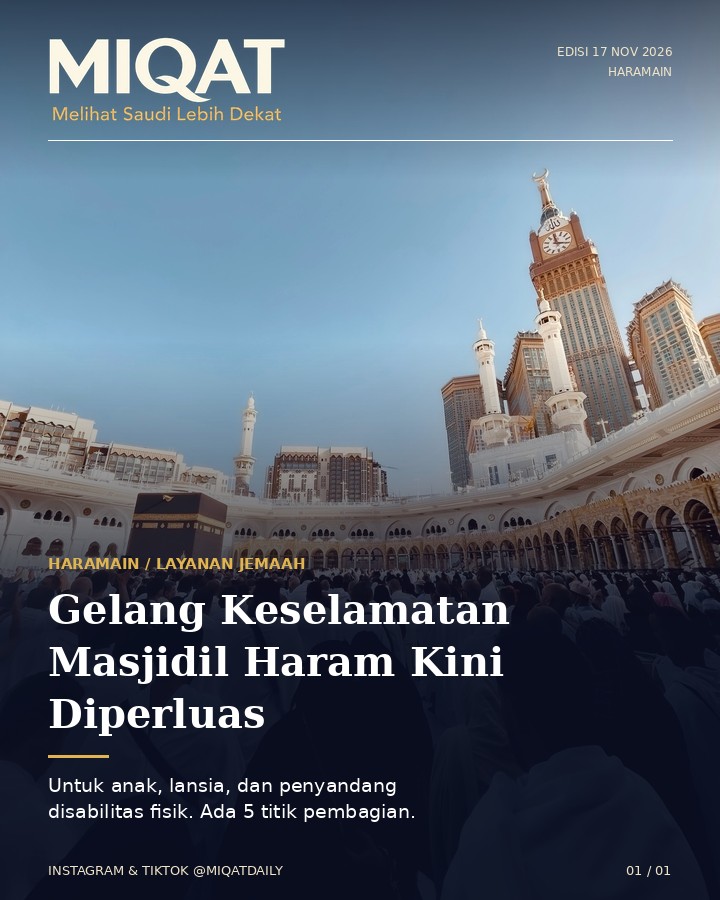 MIQAT
Melihat Saudi Lebih Dekat
EDISI 17 NOV 2026
HARAMAIN
HARAMAIN / LAYANAN JEMAAH
Gelang Keselamatan
Masjidil Haram Kini
Diperluas
Untuk anak, lansia, dan penyandang
disabilitas fisik. Ada 5 titik pembagian.
INSTAGRAM & TIKTOK @MIQATDAILY
01 / 01